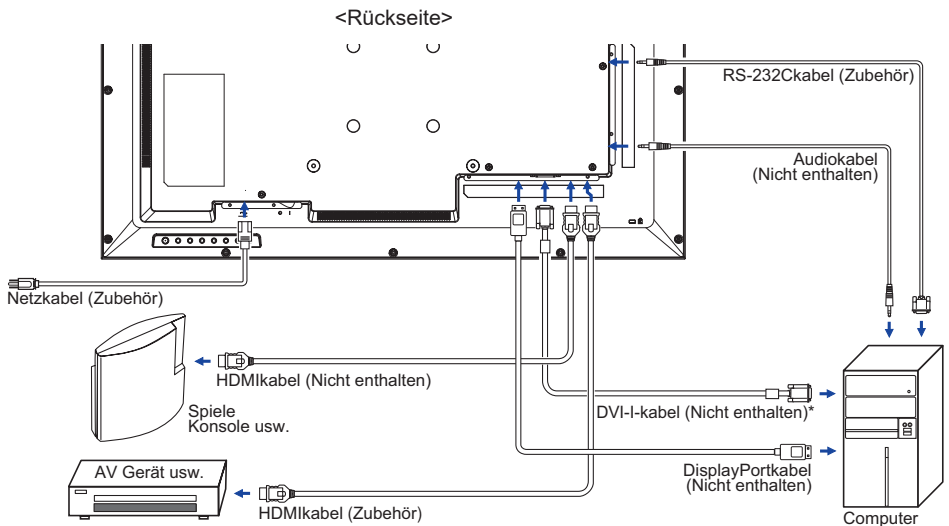 <Rückseite>
RS-232Ckabel (Zubehör)
Audiokabel
(Nicht enthalten)
Netzkabel (Zubehör)
HDMIkabel (Nicht enthalten)
Spiele
Konsole usw.
DVI-I-kabel (Nicht enthalten)*
AV Gerät usw.
DisplayPortkabel
(Nicht enthalten)
HDMIkabel (Zubehör)
Computer